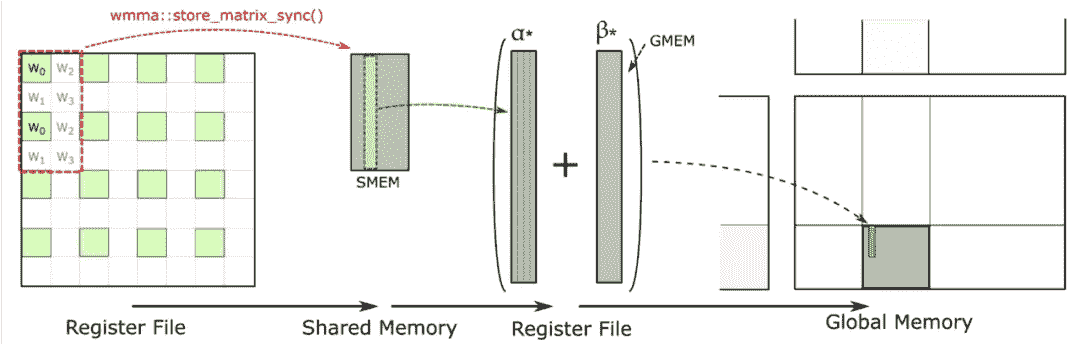 wmma::store_matrix_sync()
W0 W2
W1 W3
W0 W2
W1 W3
SMEM
α*
+
β*
GMEM
Register File
Shared Memory
Register File
Global Memory